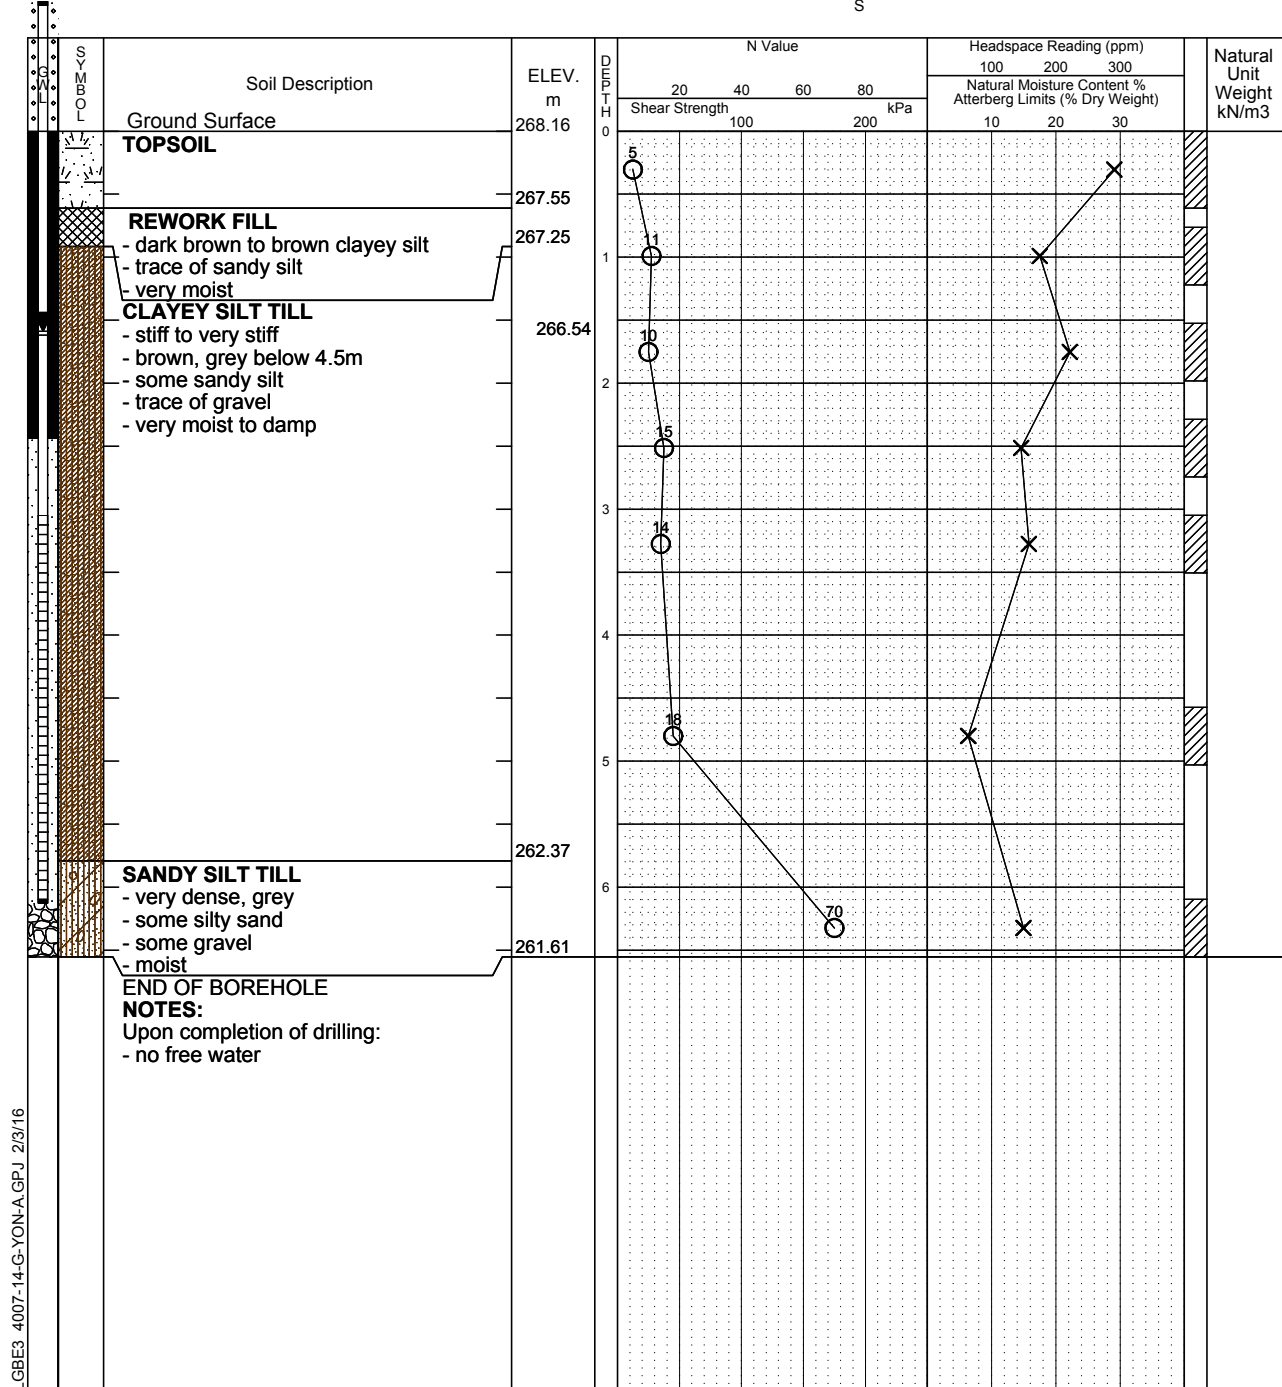 S
GWL
SYMBOL
Soil Description
ELEV.
m
DEPTH
N Value
20 40 60 80
Shear Strength kPa
100 200
Headspace Reading (ppm)
100 200 300
Natural Moisture Content %
Atterberg Limits (% Dry Weight)
10 20 30
Natural
Unit
Weight
kN/m3
Ground Surface 268.16 0
TOPSOIL
5
267.55
REWORK FILL
- dark brown to brown clayey silt 267.25
11
- trace of sandy silt 1
- very moist
CLAYEY SILT TILL
- stiff to very stiff 266.54
10
- brown, grey below 4.5m
- some sandy silt 2
- trace of gravel
- very moist to damp
15
3
14
4
18
5
262.37
SANDY SILT TILL
- very dense, grey 6
- some silty sand 70
- some gravel 261.61
- moist
END OF BOREHOLE
NOTES:
Upon completion of drilling:
- no free water
GBE3 4007-14-G-YON-A.GPJ 2/3/16